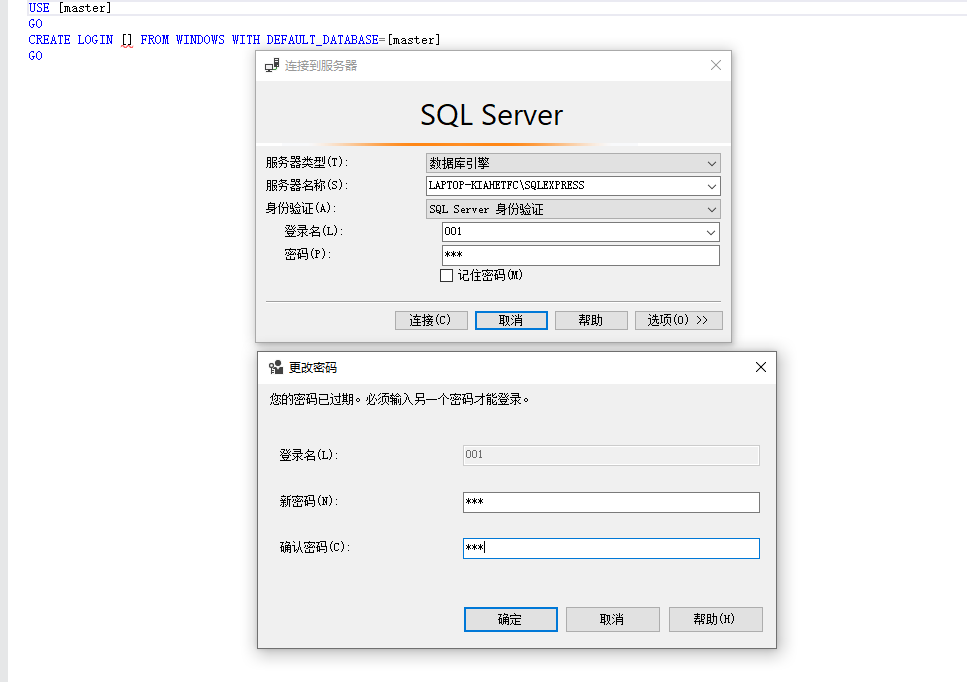 USE [master]
GO
CREATE LOGIN [] FROM WINDOWS WITH DEFAULT_DATABASE=[master]
GO
连接到服务器
SQL Server
服务器类型(T): 数据库引擎
服务器名称(S): LAPTOP-KIAHETFC\SQLEXPRESS
身份验证(A): SQL Server 身份验证
登录名(L): 001
密码(P): ***
记住密码(M)
连接(C) 取消 帮助 选项(O) >>
更改密码
您的密码已过期。必须输入另一个密码才能登录。
登录名(L): 001
新密码(N): ***
确认密码(C): ***
确定 取消 帮助(H)